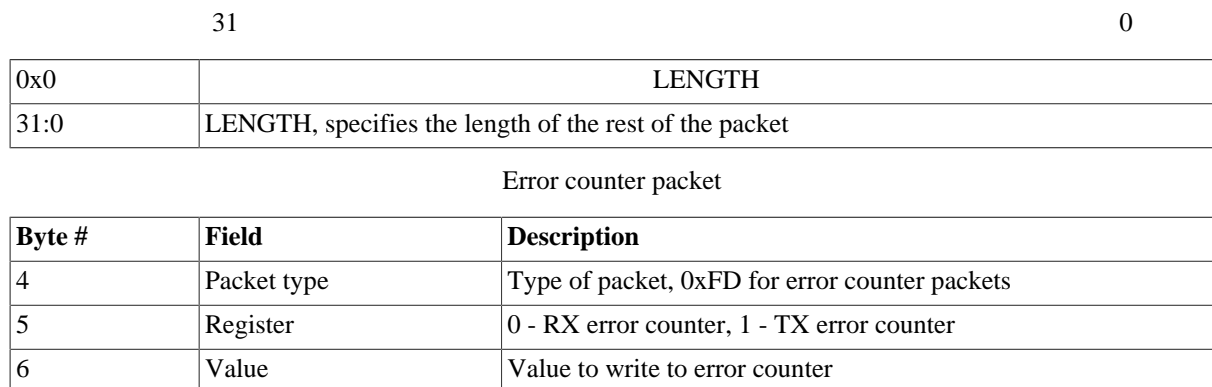 31 0
0x0 LENGTH
31:0 LENGTH, specifies the length of the rest of the packet
Error counter packet
Byte # Field Description
4 Packet type Type of packet, 0xFD for error counter packets
5 Register 0 - RX error counter, 1 - TX error counter
6 Value Value to write to error counter